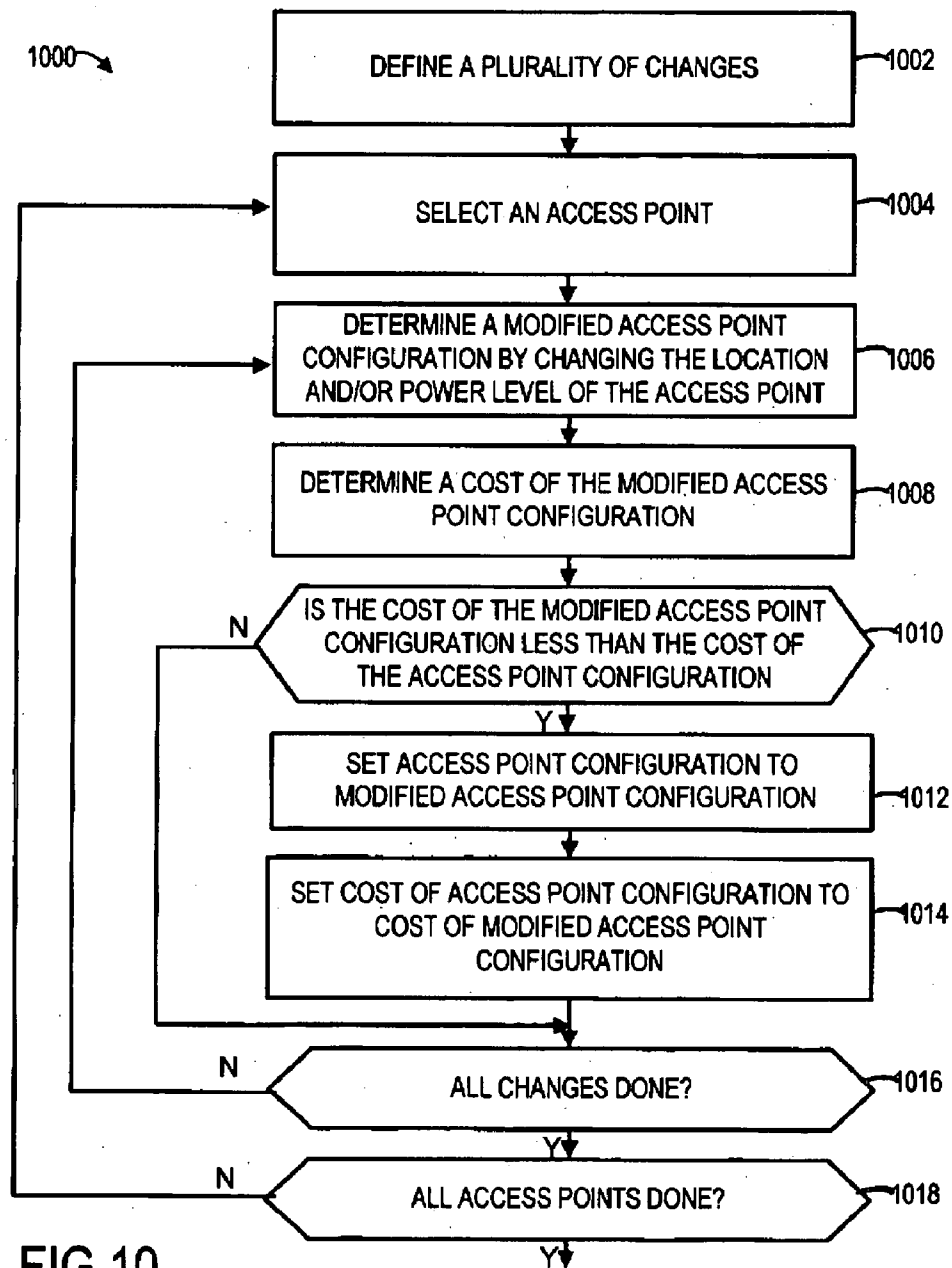 1000
DEFINE A PLURALITY OF CHANGES
1002
SELECT AN ACCESS POINT
1004
DETERMINE A MODIFIED ACCESS POINT
CONFIGURATION BY CHANGING THE LOCATION
AND/OR POWER LEVEL OF THE ACCESS POINT
1006
DETERMINE A COST OF THE MODIFIED ACCESS
POINT CONFIGURATION
1008
IS THE COST OF THE MODIFIED ACCESS POINT
CONFIGURATION LESS THAN THE COST OF
THE ACCESS POINT CONFIGURATION
1010
N
Y
SET ACCESS POINT CONFIGURATION TO
MODIFIED ACCESS POINT CONFIGURATION
1012
SET COST OF ACCESS POINT CONFIGURATION TO
COST OF MODIFIED ACCESS POINT
CONFIGURATION
1014
N
ALL CHANGES DONE?
1016
Y
N
ALL ACCESS POINTS DONE?
1018
Y
FIG 10